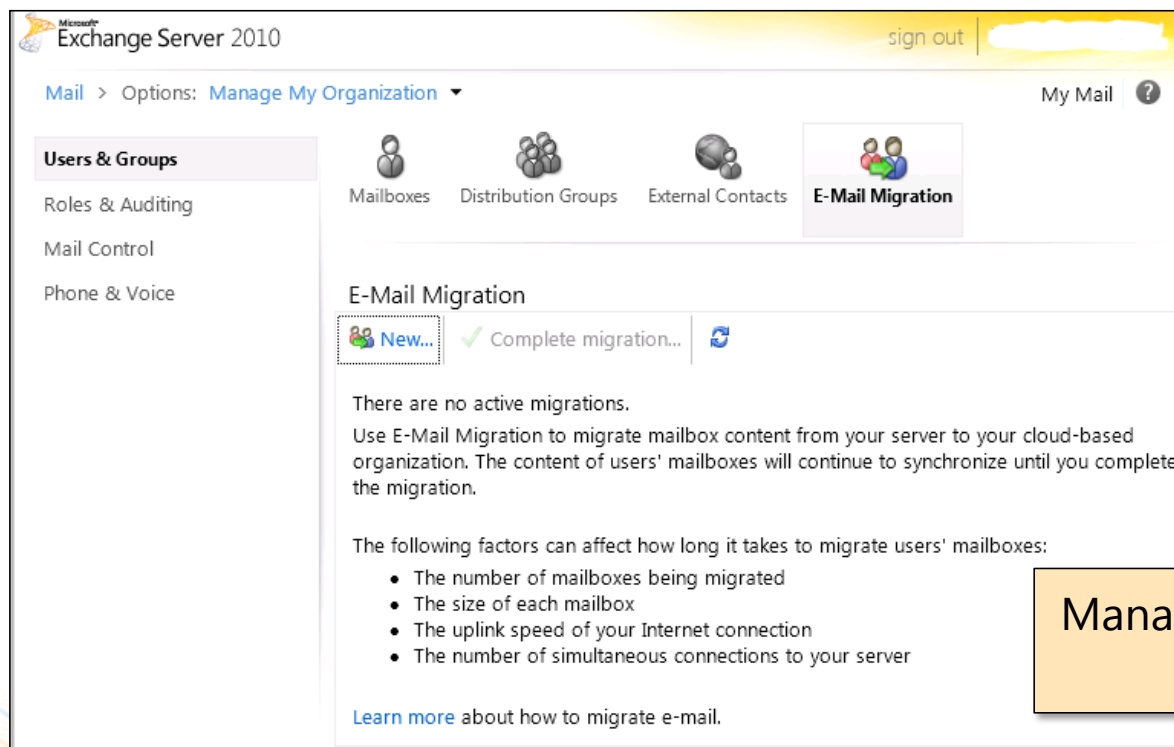 Microsoft®
Exchange Server 2010
sign out
Mail > Options: Manage My Organization
My Mail ?
Users & Groups
Roles & Auditing
Mail Control
Phone & Voice
Mailboxes
Distribution Groups
External Contacts
E-Mail Migration
E-Mail Migration
New...
Complete migration...
There are no active migrations.
Use E-Mail Migration to migrate mailbox content from your server to your cloud-based
organization. The content of users' mailboxes will continue to synchronize until you complete
the migration.
The following factors can affect how long it takes to migrate users' mailboxes:
• The number of mailboxes being migrated
• The size of each mailbox
• The uplink speed of your Internet connection
• The number of simultaneous connections to your server
Mana
Learn more about how to migrate e-mail.